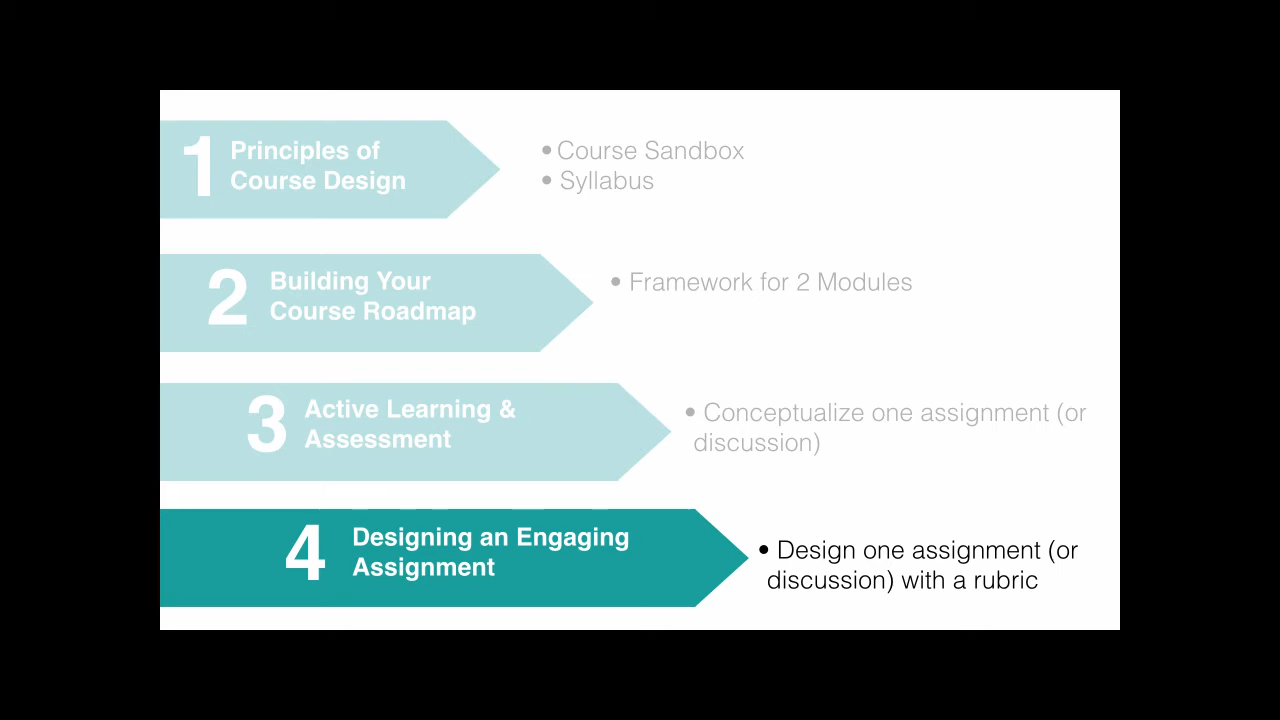 1
Principles of
Course Design
• Course Sandbox
• Syllabus
2
Building Your
Course Roadmap
• Framework for 2 Modules
3
Active Learning &
Assessment
• Conceptualize one assignment (or
discussion)
4
Designing an Engaging
Assignment
• Design one assignment (or
discussion) with a rubric